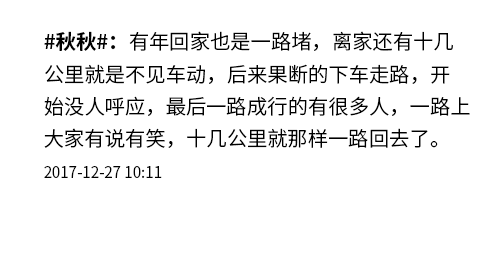 #秋秋#：有年回家也是一路堵，离家还有十几
公里就是不见车动，后来果断的下车走路，开
始没人呼应，最后一路成行的有很多人，一路上
大家有说有笑，十几公里就那样一路回去了。
2017-12-27 10:11